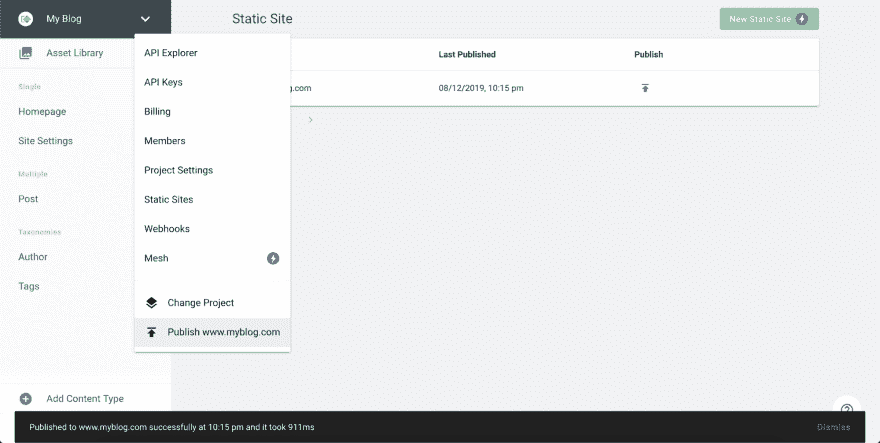 My Blog
Static Site
New Static Site
Asset Library
API Explorer
Last Published
Publish
Simple
API Keys
g.com
08/12/2019, 10:15 pm
Homepage
Billing
Site Settings
Members
Multiple
Project Settings
Post
Static Sites
Taxonomies
Webhooks
Author
Mesh
Tags
Change Project
Publish www.myblog.com
Add Content Type
Published to www.myblog.com successfully at 10:15 pm and it took 911ms
Dismiss